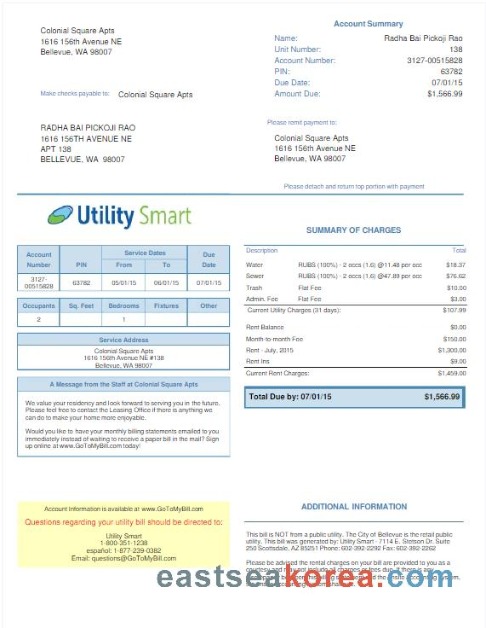 Colonial Square Apts
1616 156th Avenue NE
Bellevue, WA 98007
Make checks payable to: Colonial Square Apts
RADHA BAI PICKOJI RAO
1616 156TH AVENUE NE
APT 138
BELLEVUE, WA 98007
Account Summary
Name: Radha Bai Pickoji Rao
Unit Number: 138
Account Number: 3127-00515828
PIN: 63782
Due Date: 07/01/15
Amount Due: $1,566.99
Please remit payment to:
Colonial Square Apts
1616 156th Avenue NE
Bellevue, WA 98007
Please detach and return top portion with payment
Utility Smart
Account Number PIN Service Dates From To Due Date
3127-00515828 63782 05/01/15 06/01/15 07/01/15
Occupants Sq. Feet Bedrooms Fixtures Other
2 1
Service Address
Colonial Square Apts
1616 156th Avenue NE #138
Bellevue, WA 98007
A Message from the Staff at Colonial Square Apts
We value your residency and look forward to serving you in the future.
Please feel free to contact the Leasing Office if there is anything we
can do to make your home more enjoyable.
Would you like to have your monthly billing statements emailed to you
immediately instead of waiting to receive a paper bill in the mail? Sign
up online at www.GoToMyBill.com today!
SUMMARY OF CHARGES
Description Total
Water RUBS (100%) - 2 occs (1.6) @11.48 per occ $18.37
Sewer RUBS (100%) - 2 occs (1.6) @47.89 per occ $76.62
Trash Flat Fee $10.00
Admin. Fee Flat Fee $3.00
Current Utility Charges (31 days): $107.99
Rent Balance $0.00
Month-to-month Fee $150.00
Rent - July, 2015 $1,300.00
Rent Ins $9.00
Current Rent Charges: $1,459.00
Total Due by: 07/01/15 $1,566.99
Account Information is available at www.GoToMyBill.com
Questions regarding your utility bill should be directed to:
Utility Smart
1-800-351-1238
español: 1-877-239-0382
Email: questions@GoToMyBill.com
ADDITIONAL INFORMATION
This bill is NOT from a public utility. The City of Bellevue is the retail public
utility. This bill was generated by: Utility Smart - 7114 E. Stetson Dr. Suite
250 Scottsdale, AZ 85251 Phone: 602-392-2292 Fax: 602-392-2262
Please be advised the rental charges on your bill are provided to you as a
courtesy and may not include all charges or fees due. If there is any
eastseakorea.com